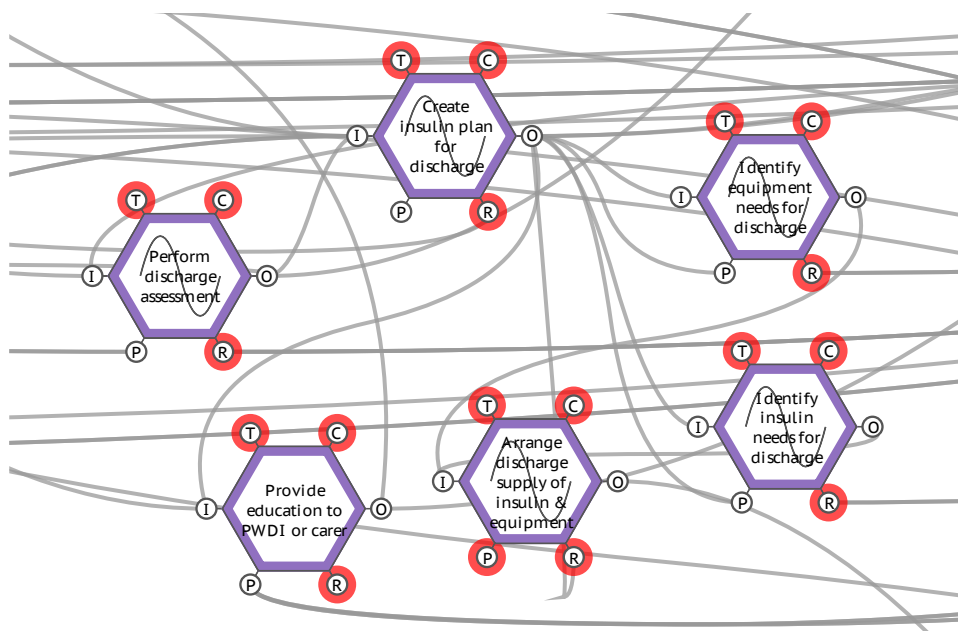 T C
Create
insulin plan
for
discharge
I O
P R
T C
Identify
equipment
needs for
discharge
I O
P R
T C
Perform
discharge
assessment
I O
P R
T C
Identify
insulin
needs for
discharge
I O
P R
T C
Arrange
discharge
supply of
insulin &
equipment
I O
P R
T C
Provide
education to
PWDI or carer
I O
P R